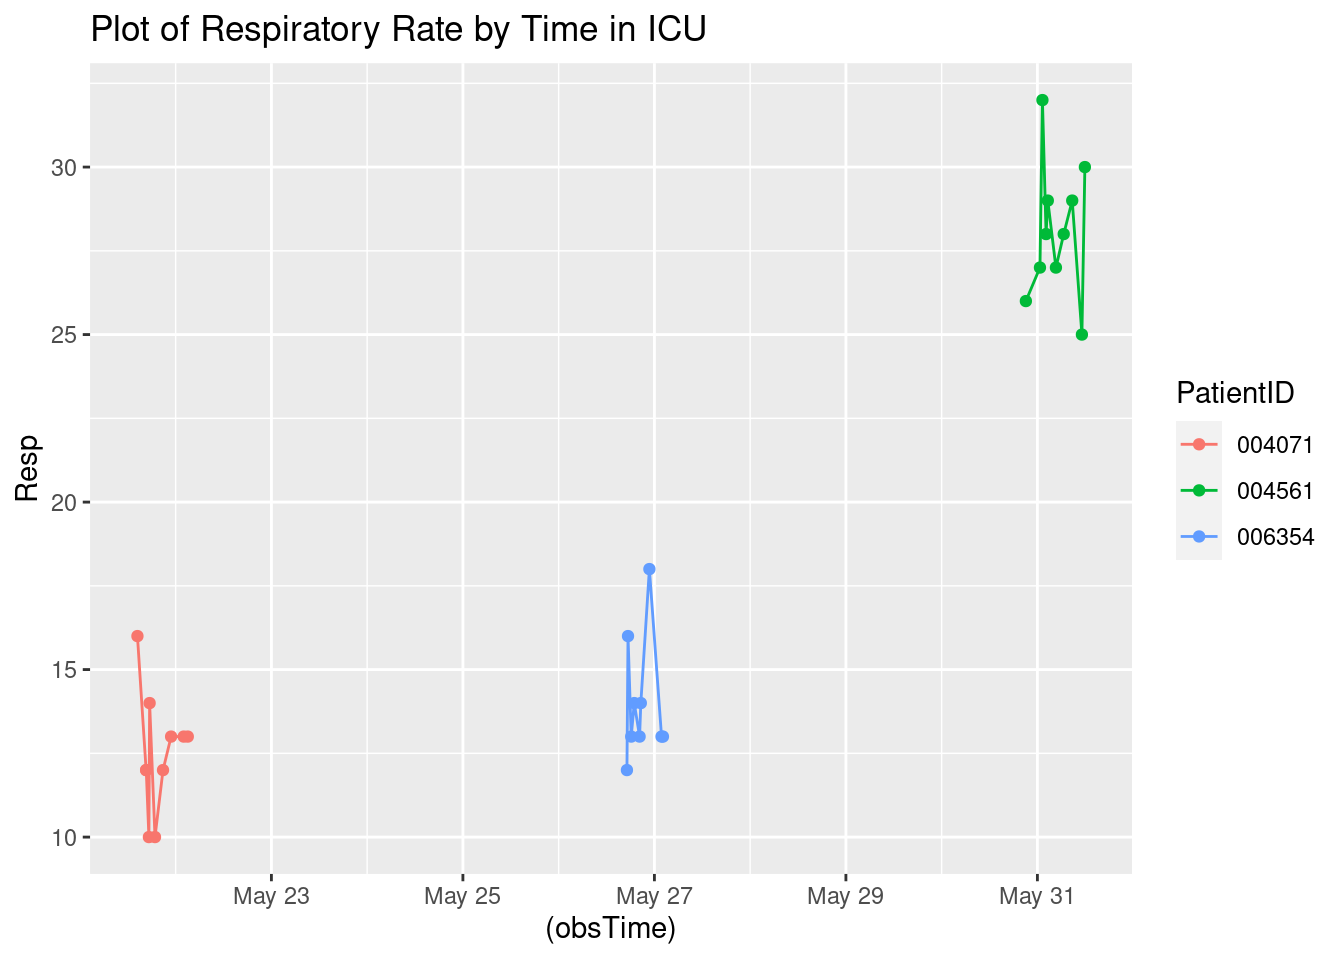 Plot of Respiratory Rate by Time in ICU
Resp
30
25
20
15
10
May 23
May 25
May 27
May 29
May 31
(obsTime)
PatientID
004071
004561
006354